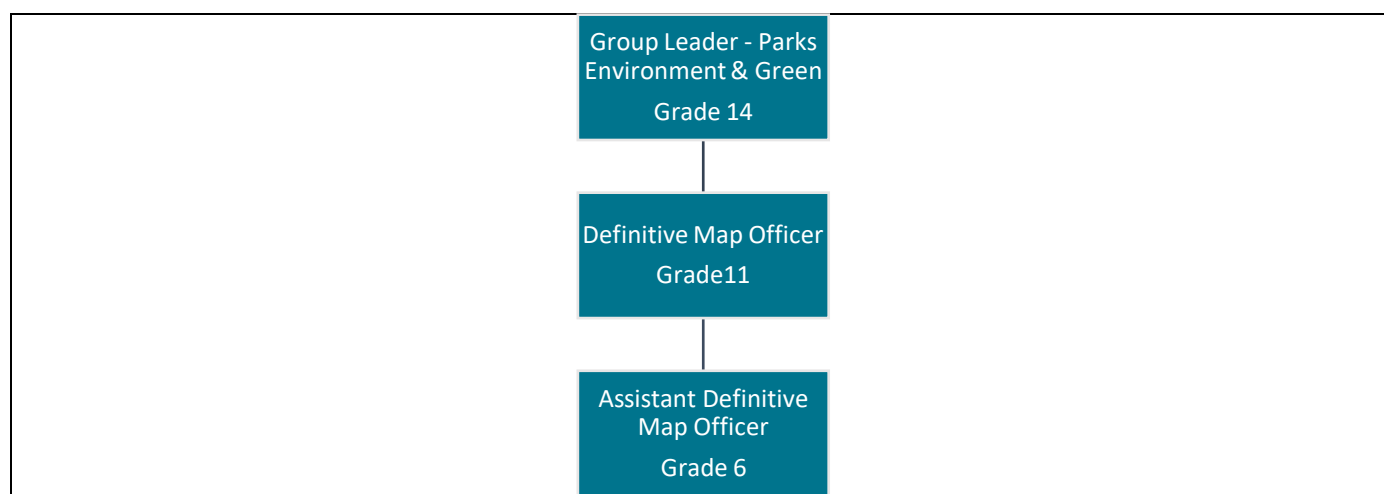 Group Leader - Parks
Environment & Green
Grade 14
Definitive Map Officer
Grade11
Assistant Definitive
Map Officer
Grade 6